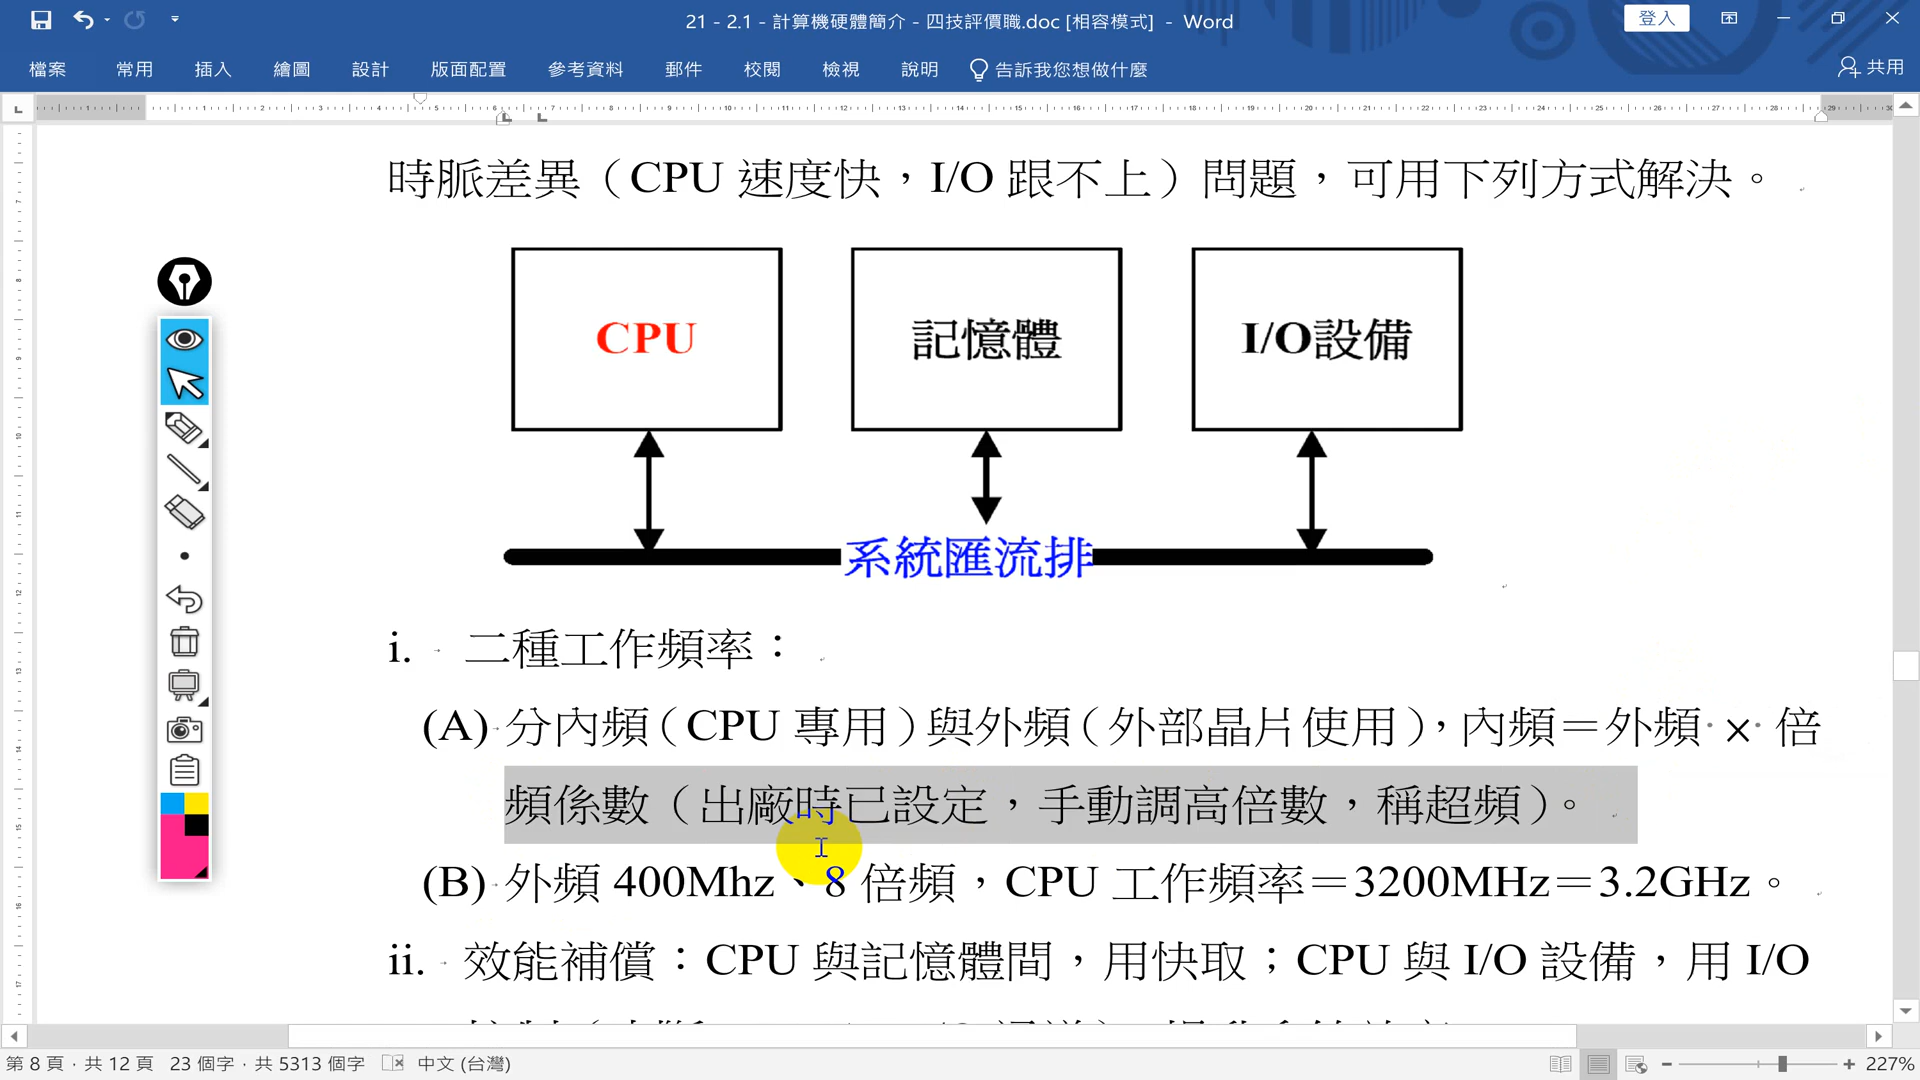 21 - 2.1 - 計算機硬體簡介 - 四技評價職.doc [相容模式] - Word
登入
檔案 常用 插入 繪圖 設計 版面配置 參考資料 郵件 校閱 檢視 說明 告訴我您想做什麼 共用
時脈差異（CPU 速度快，I/O 跟不上）問題，可用下列方式解決。
CPU 記憶體 I/O設備
系統匯流排
i. 二種工作頻率：
(A) 分內頻（CPU 專用）與外頻（外部晶片使用），內頻＝外頻 × 倍
頻係數（出廠時已設定，手動調高倍數，稱超頻）。
(B) 外頻 400Mhz、8 倍頻，CPU 工作頻率＝3200MHz＝3.2GHz。
ii. 效能補償：CPU 與記憶體間，用快取；CPU 與 I/O 設備，用 I/O
第 8 頁，共 12 頁 23 個字，共 5313 個字 中文 (台灣) 227%